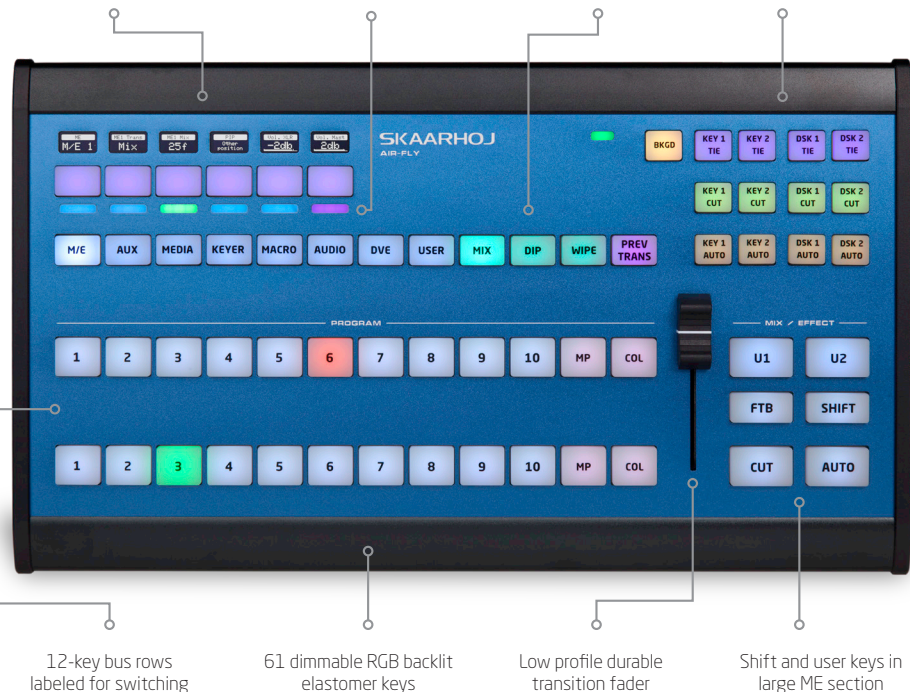 ME
ME1 Trans
ME1 Mix
PIP
M/E 1
Mix
25f
Other position
-2db
2db
SKAARHOJ
AIR-FLY
BKGD
KEY 1 TIE
KEY 2 TIE
DSK 1 TIE
DSK 2 TIE
KEY 1 CUT
KEY 2 CUT
DSK 1 CUT
DSK 2 CUT
M/E AUX MEDIA KEYER MACRO AUDIO DVE USER MIX DIP WIPE PREV TRANS
KEY 1 AUTO
KEY 2 AUTO
DSK 1 AUTO
DSK 2 AUTO
PROGRAM
MIX / EFFECT
1 2 3 4 5 6 7 8 9 10 MP COL
U1 U2
FTB SHIFT
1 2 3 4 5 6 7 8 9 10 MP COL
CUT AUTO
12-key bus rows
labeled for switching
61 dimmable RGB backlit
elastomer keys
Low profile durable
transition fader
Shift and user keys in
large ME section